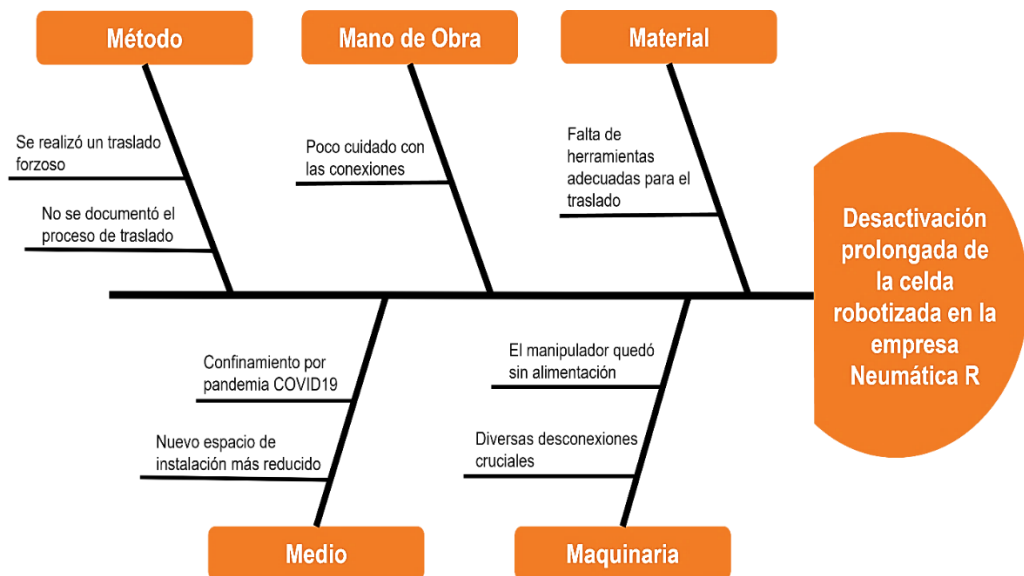 Método
Mano de Obra
Material
Se realizó un traslado
forzoso
No se documentó el
proceso de traslado
Poco cuidado con
las conexiones
Falta de
herramientas
adecuadas para el
traslado
Desactivación
prolongada de
la celda
robotizada en la
empresa
Neumática R
Confinamiento por
pandemia COVID19
Nuevo espacio de
instalación más reducido
El manipulador quedó
sin alimentación
Diversas desconexiones
cruciales
Medio
Maquinaria